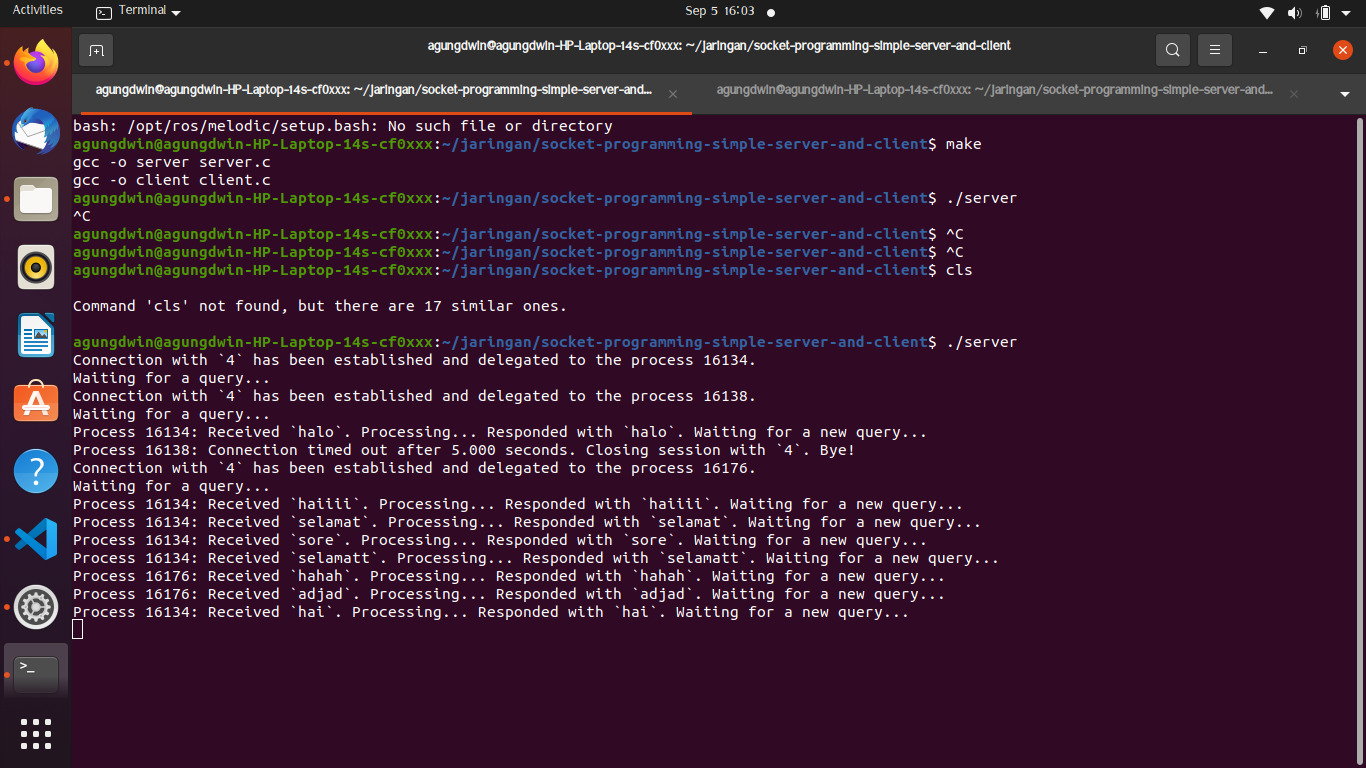 Activities
Terminal
Sep 5 16:03
agungdwin@agungdwin-HP-Laptop-14s-cf0xxx: ~/jaringan/socket-programming-simple-server-and-client
agungdwin@agungdwin-HP-Laptop-14s-cf0xxx: ~/jaringan/socket-programming-simple-server-and...
agungdwin@agungdwin-HP-Laptop-14s-cf0xxx: ~/jaringan/socket-programming-simple-server-and...
bash: /opt/ros/melodic/setup.bash: No such file or directory
agungdwin@agungdwin-HP-Laptop-14s-cf0xxx:~/jaringan/socket-programming-simple-server-and-client$ make
gcc -o server server.c
gcc -o client client.c
agungdwin@agungdwin-HP-Laptop-14s-cf0xxx:~/jaringan/socket-programming-simple-server-and-client$ ./server
^C
agungdwin@agungdwin-HP-Laptop-14s-cf0xxx:~/jaringan/socket-programming-simple-server-and-client$ ^C
agungdwin@agungdwin-HP-Laptop-14s-cf0xxx:~/jaringan/socket-programming-simple-server-and-client$ ^C
agungdwin@agungdwin-HP-Laptop-14s-cf0xxx:~/jaringan/socket-programming-simple-server-and-client$ cls
Command 'cls' not found, but there are 17 similar ones.
agungdwin@agungdwin-HP-Laptop-14s-cf0xxx:~/jaringan/socket-programming-simple-server-and-client$ ./server
Connection with `4` has been established and delegated to the process 16134.
Waiting for a query...
Connection with `4` has been established and delegated to the process 16138.
Waiting for a query...
Process 16134: Received `halo`. Processing... Responded with `halo`. Waiting for a new query...
Process 16138: Connection timed out after 5.000 seconds. Closing session with `4`. Bye!
Connection with `4` has been established and delegated to the process 16176.
Waiting for a query...
Process 16134: Received `haiii`. Processing... Responded with `haiii`. Waiting for a new query...
Process 16134: Received `selamat`. Processing... Responded with `selamat`. Waiting for a new query...
Process 16134: Received `sore`. Processing... Responded with `sore`. Waiting for a new query...
Process 16134: Received `selamatt`. Processing... Responded with `selamatt`. Waiting for a new query...
Process 16176: Received `hahah`. Processing... Responded with `hahah`. Waiting for a new query...
Process 16176: Received `adjad`. Processing... Responded with `adjad`. Waiting for a new query...
Process 16134: Received `hai`. Processing... Responded with `hai`. Waiting for a new query...